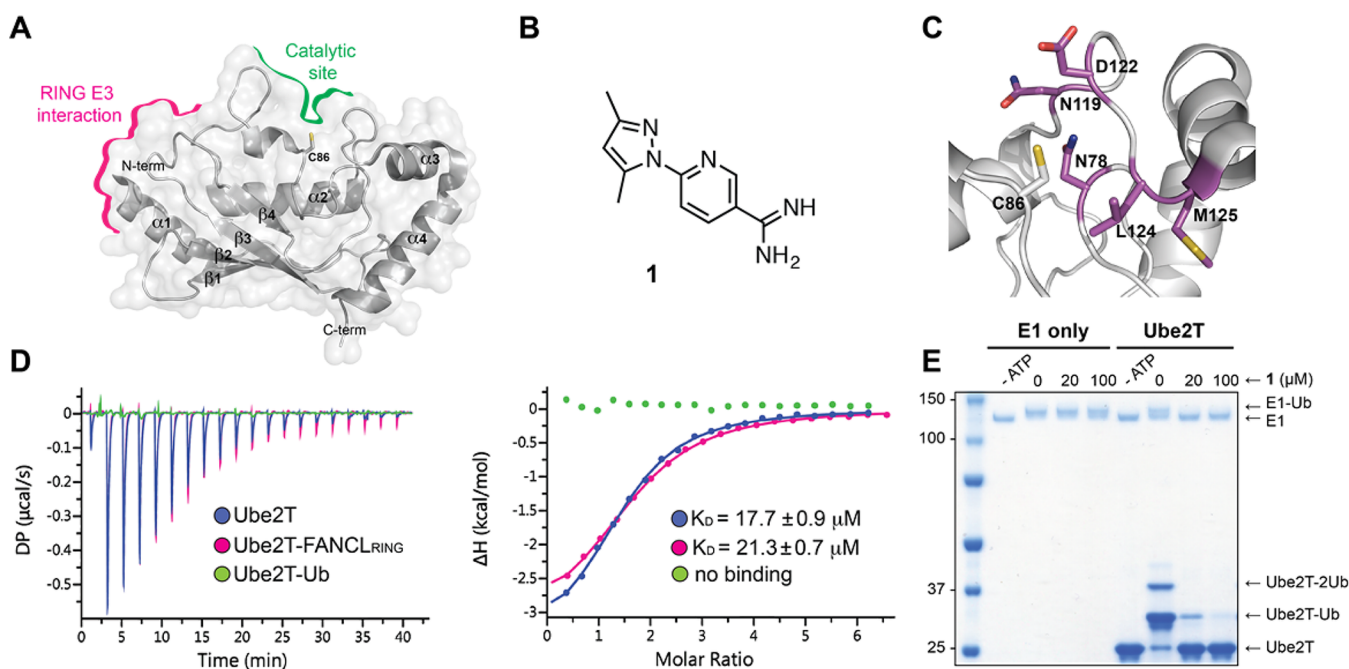 A
RING E3
interaction
Catalytic
site
N-term
C86
α3
α2
β4
α1
β3
β2
β1
α4
C-term
B
N
N
N
NH
NH₂
1
C
D122
N119
N78
C86
L124
M125
D
DP (µcal/s)
0
-0.1
-0.2
-0.3
-0.4
-0.5
0 5 10 15 20 25 30 35 40
Time (min)
Ube2T
Ube2T-FANCL_RING
Ube2T-Ub
ΔH (kcal/mol)
0
-0.5
-1
-1.5
-2
-2.5
-3
0 1 2 3 4 5 6
Molar Ratio
K_D = 17.7 ± 0.9 µM
K_D = 21.3 ± 0.7 µM
no binding
E
E1 only Ube2T
- ATP 0 20 100 - ATP 0 20 100 ← 1 (µM)
150
100
37
25
← E1-Ub
← E1
← Ube2T-2Ub
← Ube2T-Ub
← Ube2T